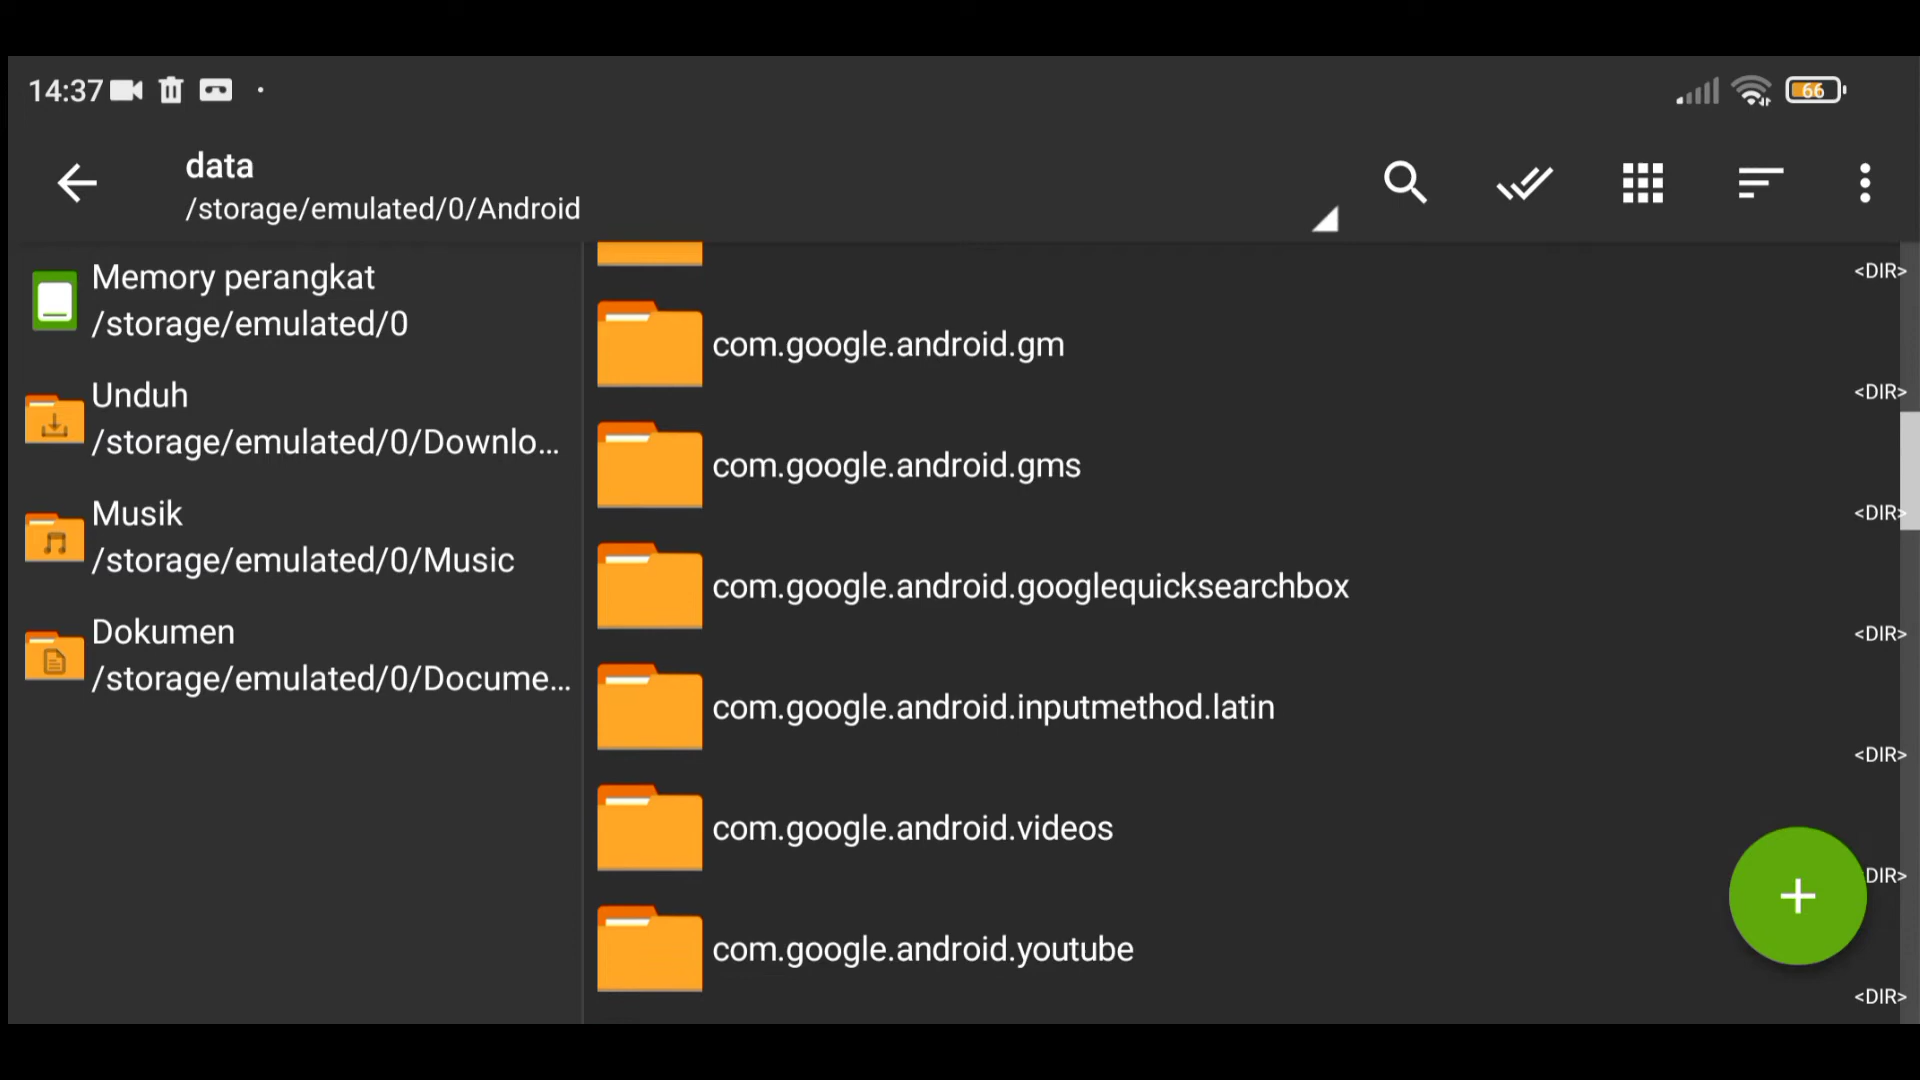 14:37
66
data
/storage/emulated/0/Android
Memory perangkat
/storage/emulated/0
Unduh
/storage/emulated/0/Downlo...
Musik
/storage/emulated/0/Music
Dokumen
/storage/emulated/0/Docume...
<DIR>
com.google.android.gm
<DIR>
com.google.android.gms
<DIR>
com.google.android.googlequicksearchbox
<DIR>
com.google.android.inputmethod.latin
<DIR>
com.google.android.videos
DIR>
com.google.android.youtube
<DIR>